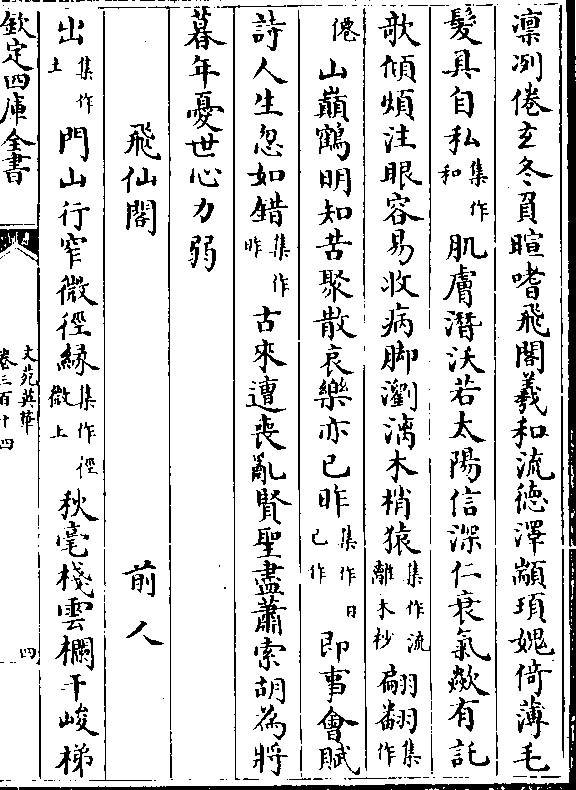 凛冽倦玄冬負暄嗜飛閣羲和流德澤顓頊媿倚薄毛
髮具自私集作和肌膚潛沃若太陽信深仁衰氣欻有託
欹傾煩注眼容易收病脚瀏漓木梢猿集作流離木杪翩翻集作
僊山巔鶴明知苦聚散哀樂亦已昨集作日已作即事會賦
詩人生忽如錯集作昨古來遭喪亂賢聖盡蕭索胡為將
暮年憂世心力弱
飛仙閣　前人
出集作土門山行窄微徑緣集作徑微上秋毫棧雲欄干峻梯
欽定四庫全書
文苑英華
卷三百十四
四